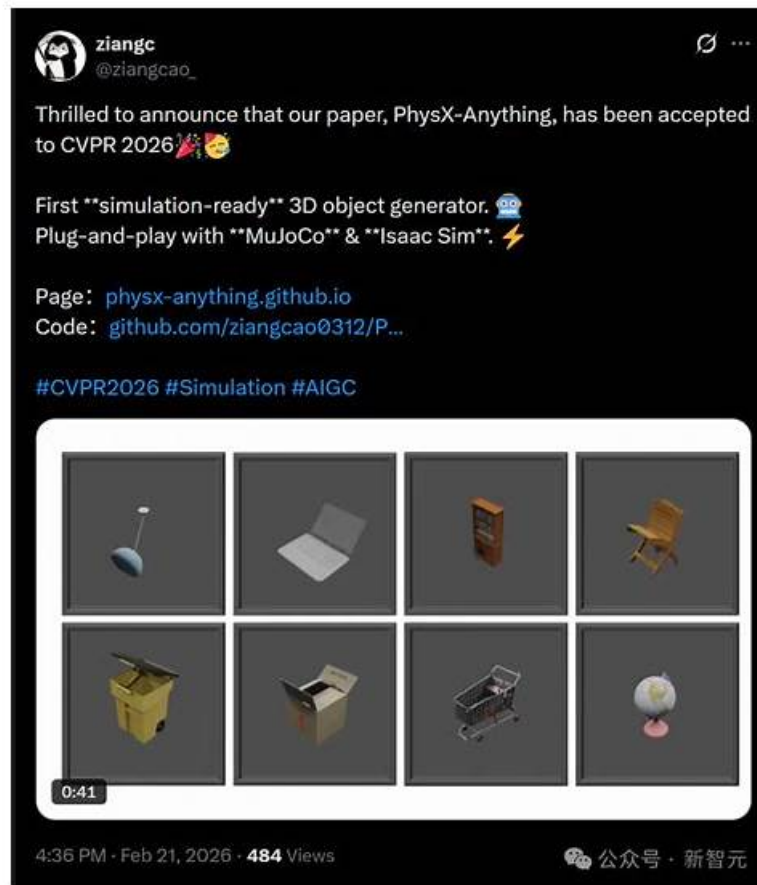 ziangc
@ziangcao_
Thrilled to announce that our paper, PhysX-Anything, has been accepted
to CVPR 2026🎉🥳
First **simulation-ready** 3D object generator. 🤖
Plug-and-play with **MuJoCo** & **Isaac Sim**. ⚡
Page：physx-anything.github.io
Code：github.com/ziangcao0312/P...
#CVPR2026 #Simulation #AIGC
0:41
4:36 PM · Feb 21, 2026 · 484 Views
公众号 · 新智元